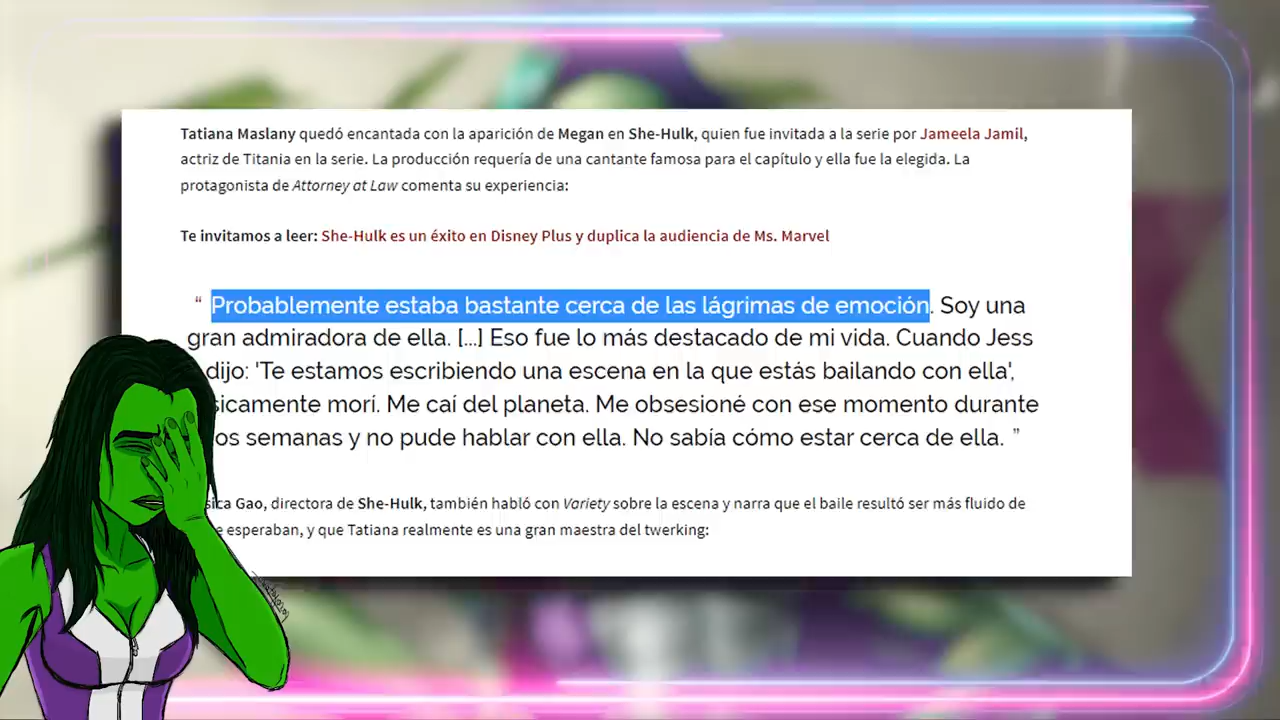 Tatiana Maslany quedó encantada con la aparición de Megan en She-Hulk, quien fue invitada a la serie por Jameela Jamil,
actriz de Titania en la serie. La producción requería de una cantante famosa para el capítulo y ella fue la elegida. La
protagonista de Attorney at Law comenta su experiencia:
Te invitamos a leer: She-Hulk es un éxito en Disney Plus y duplica la audiencia de Ms. Marvel
“ Probablemente estaba bastante cerca de las lágrimas de emoción. Soy una
gran admiradora de ella. [...] Eso fue lo más destacado de mi vida. Cuando Jess
dijo: 'Te estamos escribiendo una escena en la que estás bailando con ella',
sicamente morí. Me caí del planeta. Me obsesioné con ese momento durante
os semanas y no pude hablar con ella. No sabía cómo estar cerca de ella. ”
sica Gao, directora de She-Hulk, también habló con Variety sobre la escena y narra que el baile resultó ser más fluido de
e esperaban, y que Tatiana realmente es una gran maestra del twerking: